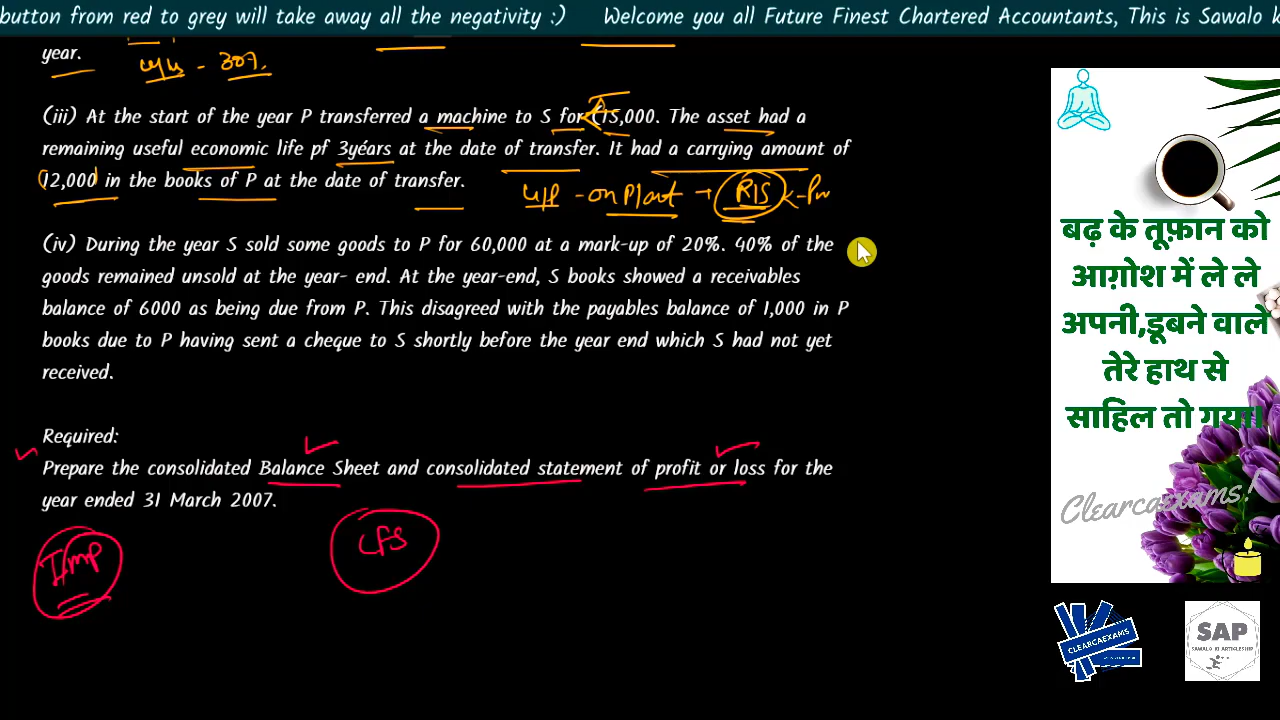 button from red to grey will take away all the negativity :) Welcome you all Future Finest Chartered Accountants, This is Sawalo k
year.
U/G - 30%.
(iii) At the start of the year P transferred a machine to S for 15,000. The asset had a
remaining useful economic life pf 3years at the date of transfer. It had a carrying amount of
12,000 in the books of P at the date of transfer.
U/P - on Plant → R/S
(iv) During the year S sold some goods to P for 60,000 at a mark-up of 20%. 40% of the
goods remained unsold at the year- end. At the year-end, S books showed a receivables
balance of 6000 as being due from P. This disagreed with the payables balance of 1,000 in P
books due to P having sent a cheque to S shortly before the year end which S had not yet
received.
Required:
Prepare the consolidated Balance Sheet and consolidated statement of profit or loss for the
year ended 31 March 2007.
Imp
CFS
बढ़ के तूफ़ान को
आग़ोश में ले ले
अपनी,डूबने वाले
तेरे हाथ से
साहिल तो गया।
Clearcaexams!
CLEARCAEXAMS
SAP
SAWALO KI ARTICLESHIP